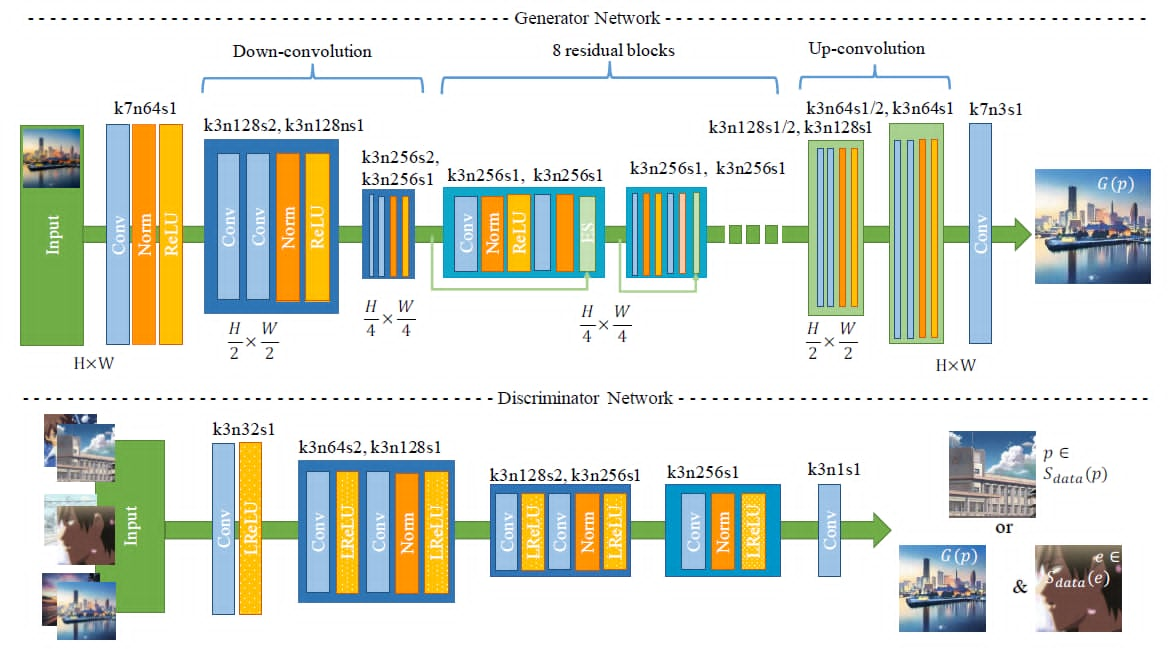 Generator Network
Down-convolution
8 residual blocks
Up-convolution
k7n64s1
k3n128s2, k3n128ns1
k3n256s2,
k3n256s1
k3n256s1, k3n256s1
k3n256s1, k3n256s1
k3n128s1/2, k3n128s1
k3n64s1/2, k3n64s1
k7n3s1
Input
Conv
Norm
ReLU
Conv
Conv
Norm
ReLU
Conv
Norm
ReLU
ES
Conv
G(p)
H×W
H/2 × W/2
H/4 × W/4
H/4 × W/4
H/2 × W/2
H×W
Discriminator Network
k3n32s1
k3n64s2, k3n128s1
k3n128s2, k3n256s1
k3n256s1
k3n1s1
Input
Conv
LReLU
Conv
LReLU
Conv
Norm
LReLU
Conv
LReLU
Conv
Norm
LReLU
Conv
Norm
LReLU
Conv
p ∈
S_data(p)
or
G(p)
&
e ∈
S_data(e)